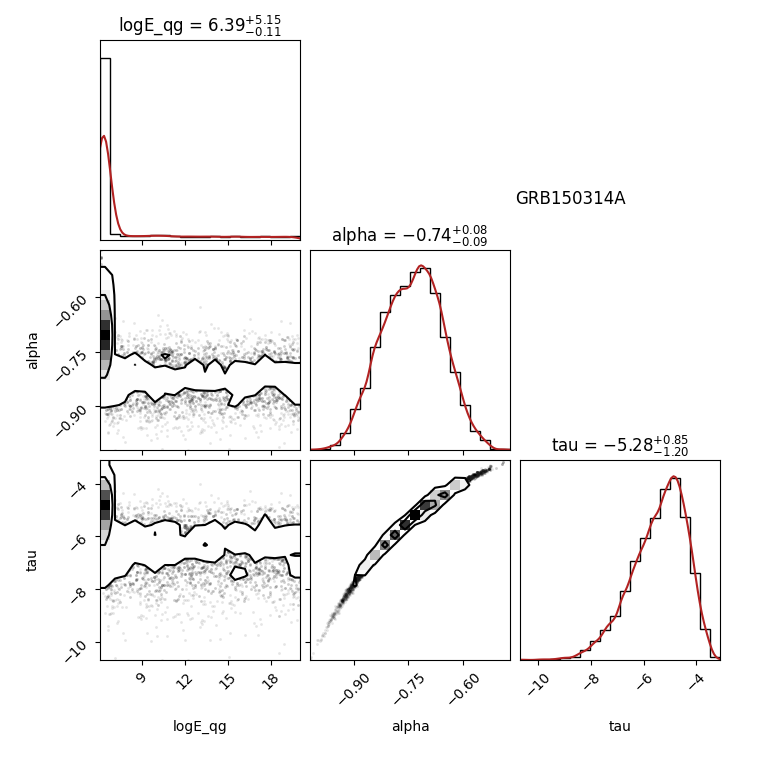 logE_qg = 6.39+5.15−0.11
GRB150314A
alpha = −0.74+0.08−0.09
−0.60
−0.75
−0.90
alpha
tau = −5.28+0.85−1.20
−4
−6
−8
−10
tau
9 12 15 18 −0.90 −0.75 −0.60 −10 −8 −6 −4
logE_qg alpha tau